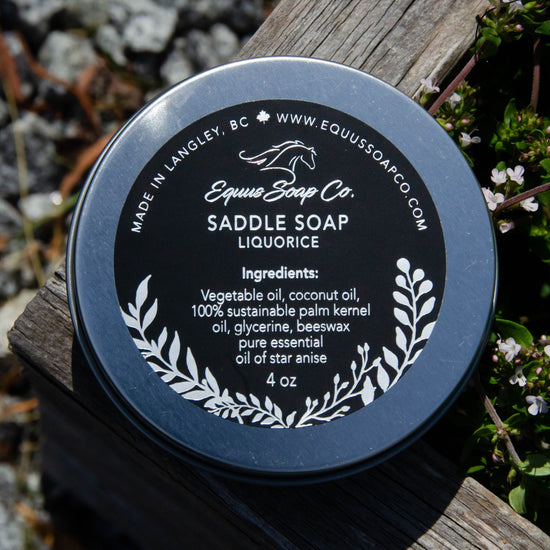 MADE IN LANGLEY, BC 🍁 WWW.EQUUSSOAPCO.COM
Equus Soap Co.
SADDLE SOAP
LIQUORICE
Ingredients:
Vegetable oil, coconut oil,
100% sustainable palm kernel
oil, glycerine, beeswax
pure essential
oil of star anise
4 oz